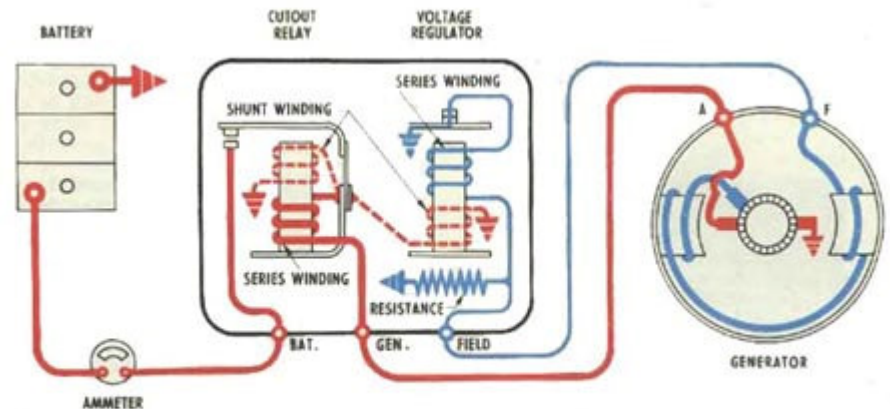 BATTERY
CUTOUT
RELAY
VOLTAGE
REGULATOR
SERIES WINDING
SHUNT WINDING
A
F
SERIES WINDING
RESISTANCE
BAT.
GEN.
FIELD
GENERATOR
AMMETER